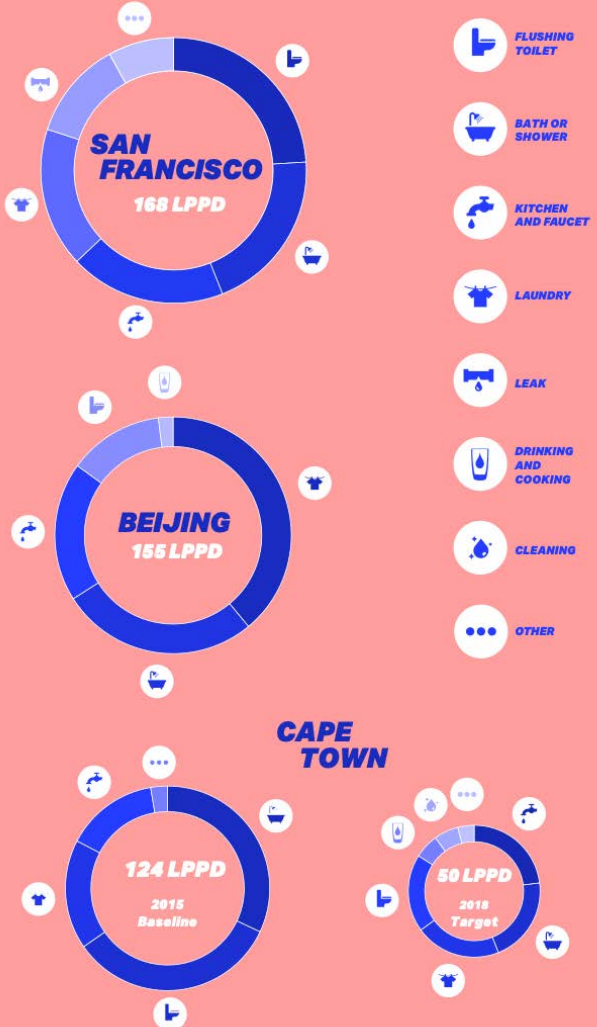 SAN
FRANCISCO
168 LPPD
FLUSHING
TOILET
BATH OR
SHOWER
KITCHEN
AND FAUCET
LAUNDRY
LEAK
DRINKING
AND
COOKING
CLEANING
OTHER
BEIJING
155 LPPD
CAPE
TOWN
124 LPPD
2015
Baseline
50 LPPD
2018
Target